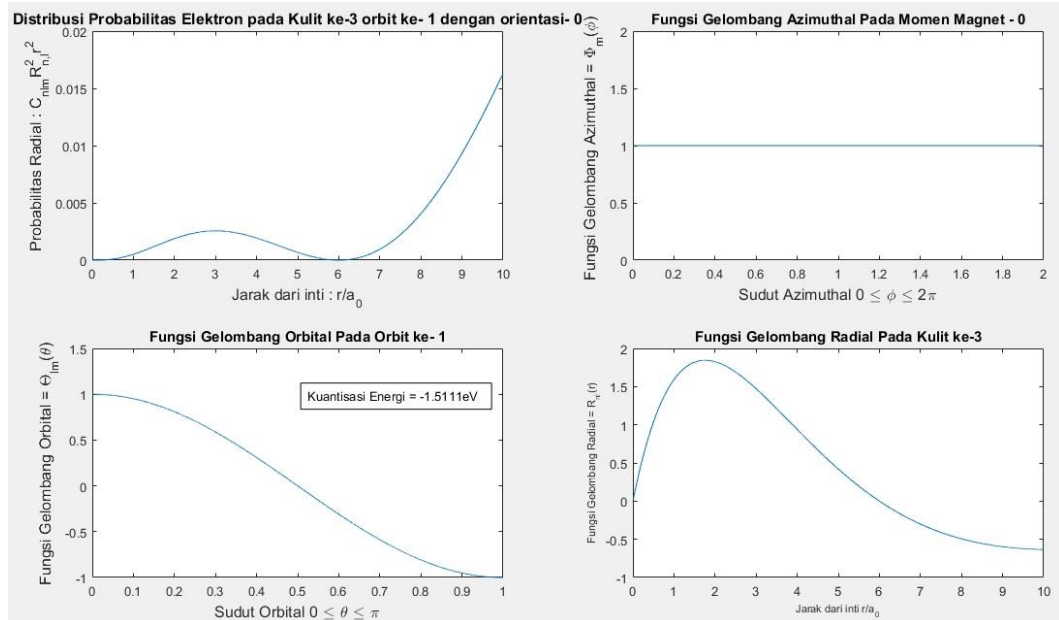 Distribusi Probabilitas Elektron pada Kulit ke-3 orbit ke- 1 dengan orientasi- 0
Probabilitas Radial : C_nlm R²_n,l r²
0.02
0.015
0.01
0.005
0
0 1 2 3 4 5 6 7 8 9 10
Jarak dari inti : r/a₀
Fungsi Gelombang Azimuthal Pada Momen Magnet - 0
Fungsi Gelombang Azimuthal = Φ_m(ϕ)
2
1.5
1
0.5
0
0 0.2 0.4 0.6 0.8 1 1.2 1.4 1.6 1.8 2
Sudut Azimuthal 0 ≤ ϕ ≤ 2π
Fungsi Gelombang Orbital Pada Orbit ke- 1
Fungsi Gelombang Orbital = Θ_lm(θ)
1.5
1
0.5
0
-0.5
-1
Kuantisasi Energi = -1.5111eV
0 0.1 0.2 0.3 0.4 0.5 0.6 0.7 0.8 0.9 1
Sudut Orbital 0 ≤ θ ≤ π
Fungsi Gelombang Radial Pada Kulit ke-3
Fungsi Gelombang Radial = R_n(r)
2
1.5
1
0.5
0
-0.5
-1
0 1 2 3 4 5 6 7 8 9 10
Jarak dari inti r/a₀